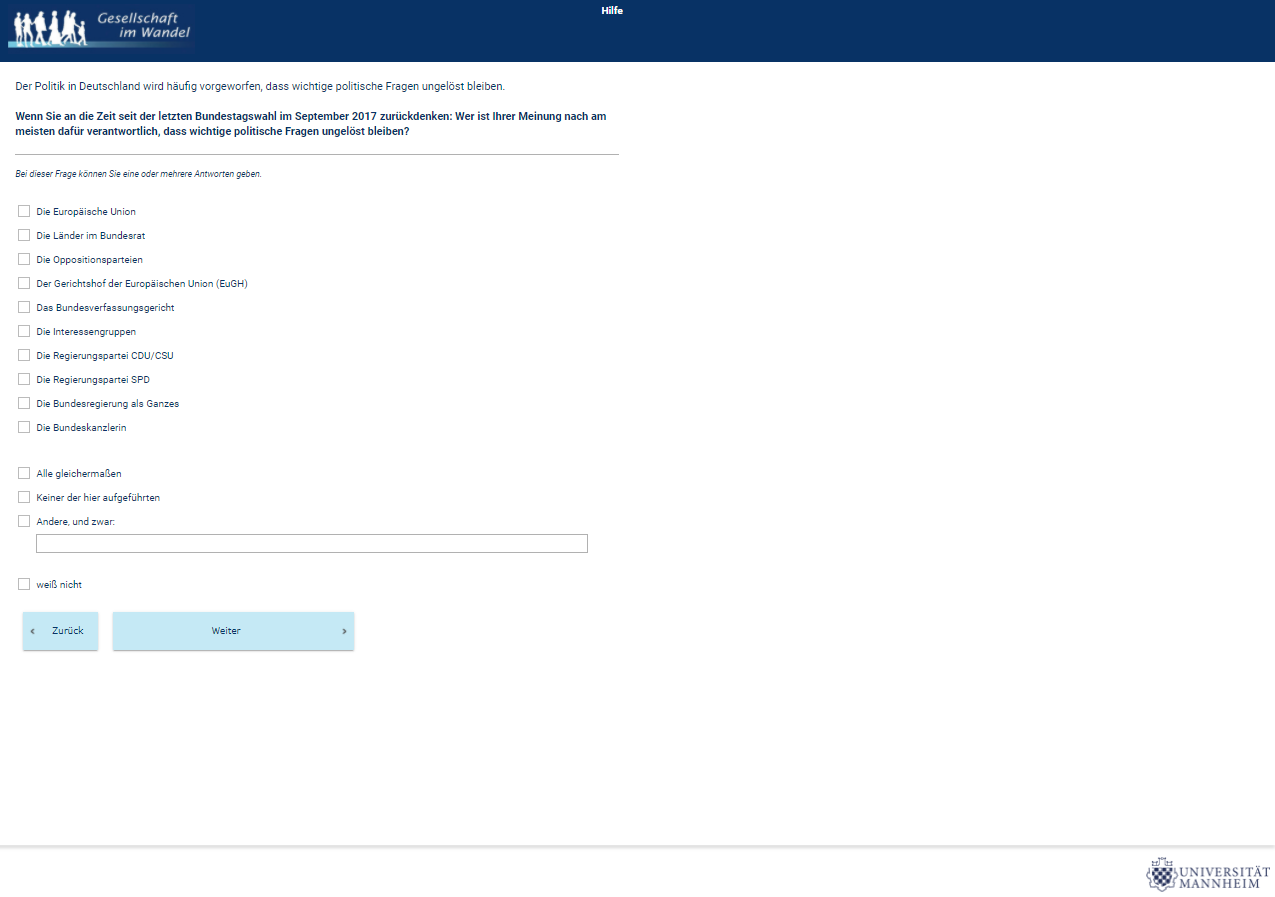 Gesellschaft
im Wandel
Hilfe
Der Politik in Deutschland wird häufig vorgeworfen, dass wichtige politische Fragen ungelöst bleiben.
Wenn Sie an die Zeit seit der letzten Bundestagswahl im September 2017 zurückdenken: Wer ist Ihrer Meinung nach am
meisten dafür verantwortlich, dass wichtige politische Fragen ungelöst bleiben?
Bei dieser Frage können Sie eine oder mehrere Antworten geben.
Die Europäische Union
Die Länder im Bundesrat
Die Oppositionsparteien
Der Gerichtshof der Europäischen Union (EuGH)
Das Bundesverfassungsgericht
Die Interessengruppen
Die Regierungspartei CDU/CSU
Die Regierungspartei SPD
Die Bundesregierung als Ganzes
Die Bundeskanzlerin
Alle gleichermaßen
Keiner der hier aufgeführten
Andere, und zwar:
weiß nicht
‹ Zurück
Weiter ›
UNIVERSITÄT
MANNHEIM